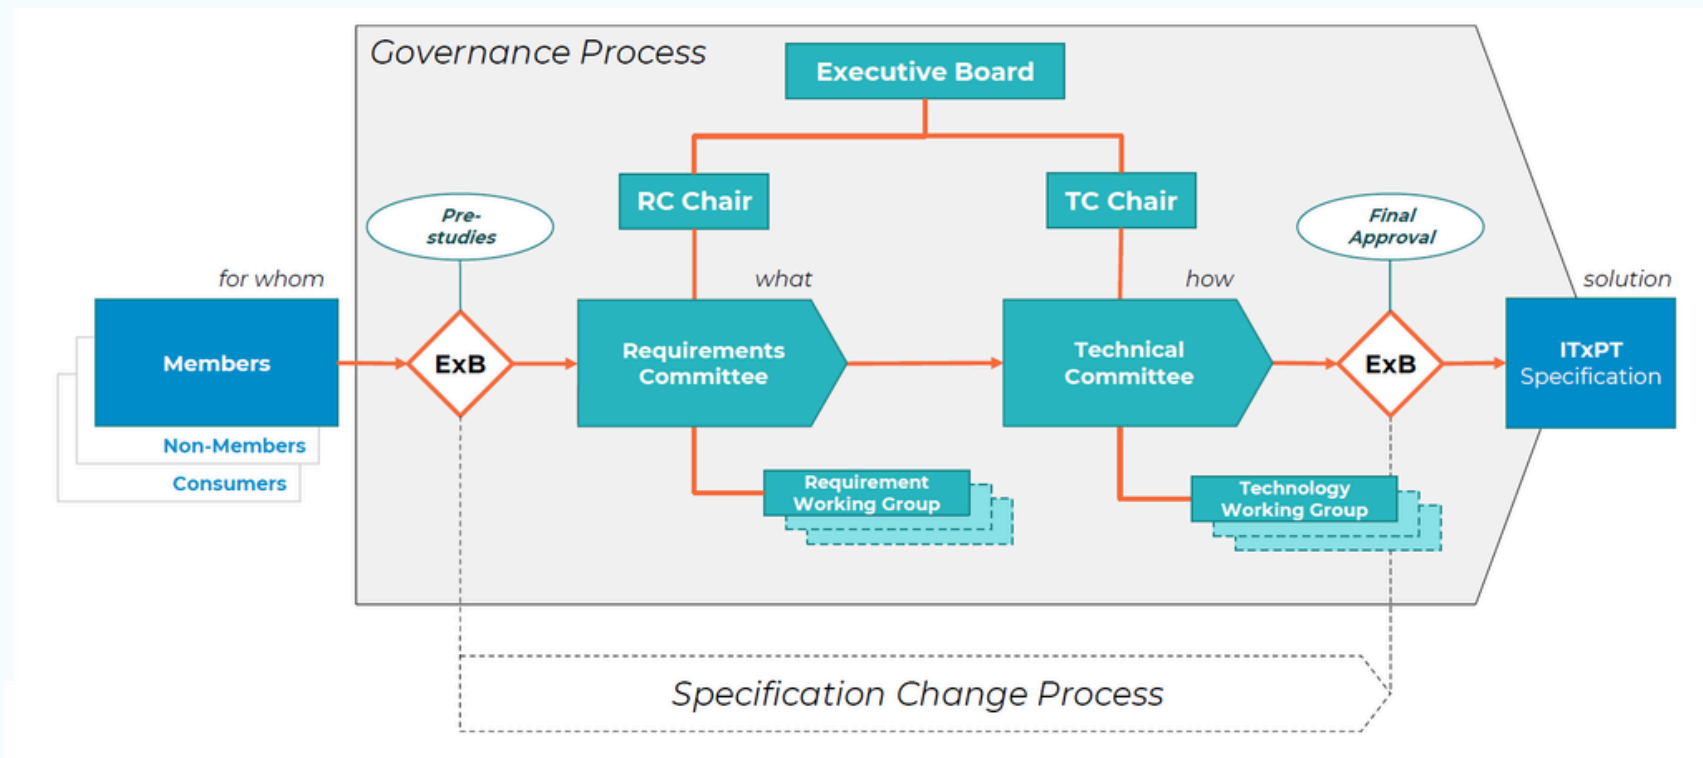 Governance Process
Executive Board
RC Chair
TC Chair
Pre-
studies
Final
Approval
for whom
what
how
solution
Members
ExB
Requirements
Committee
Technical
Committee
ExB
ITxPT
Specification
Non-Members
Consumers
Requirement
Working Group
Technology
Working Group
Specification Change Process